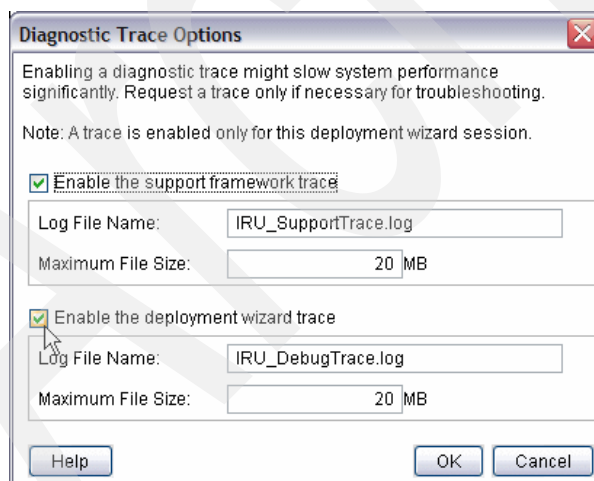 Diagnostic Trace Options
Enabling a diagnostic trace might slow system performance
significantly. Request a trace only if necessary for troubleshooting.
Note: A trace is enabled only for this deployment wizard session.
Enable the support framework trace
Log File Name: IRU_SupportTrace.log
Maximum File Size: 20 MB
Enable the deployment wizard trace
Log File Name: IRU_DebugTrace.log
Maximum File Size: 20 MB
Help OK Cancel